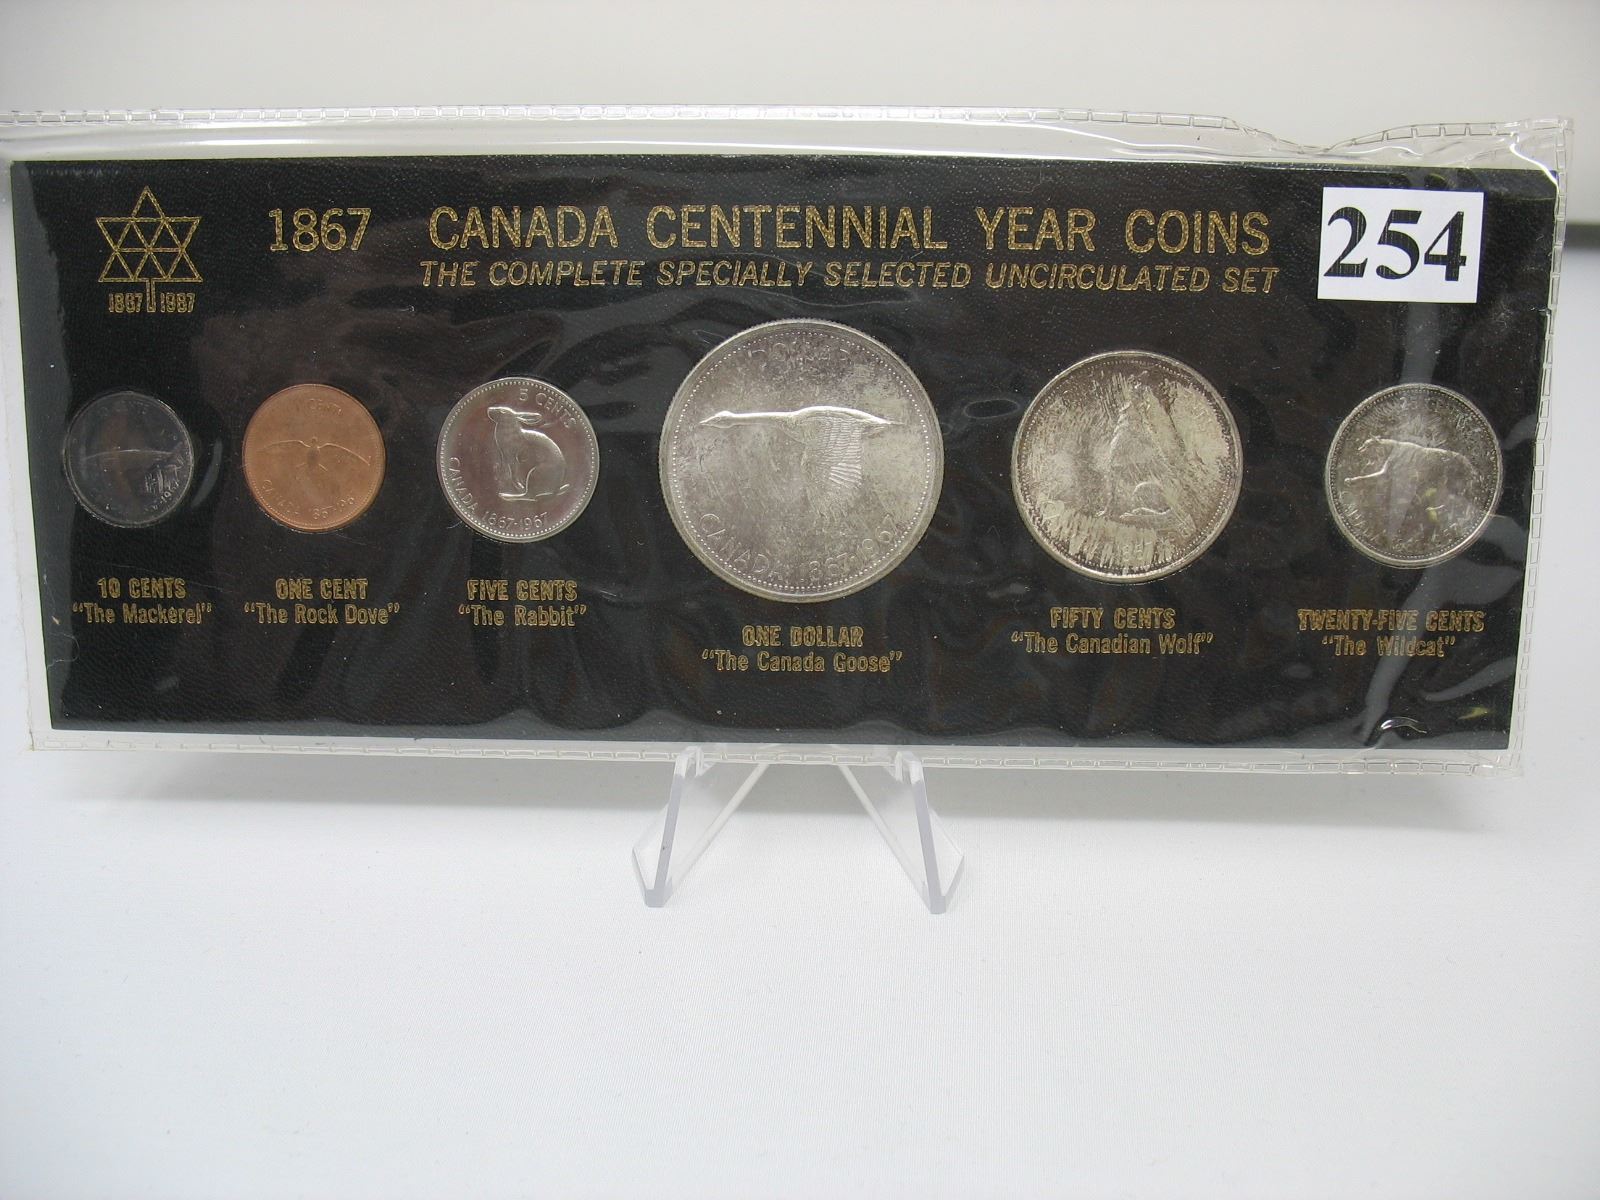 1867 CANADA CENTENNIAL YEAR COINS
THE COMPLETE SPECIALLY SELECTED UNCIRCULATED SET
254
1867 1967
5 CENTS
CANADA 1867-1967
DOLLAR
CANADA 1867-1967
10 CENTS
"The Mackerel"
ONE CENT
"The Rock Dove"
FIVE CENTS
"The Rabbit"
ONE DOLLAR
"The Canada Goose"
FIFTY CENTS
"The Canadian Wolf"
TWENTY-FIVE CENTS
"The Wildcat"